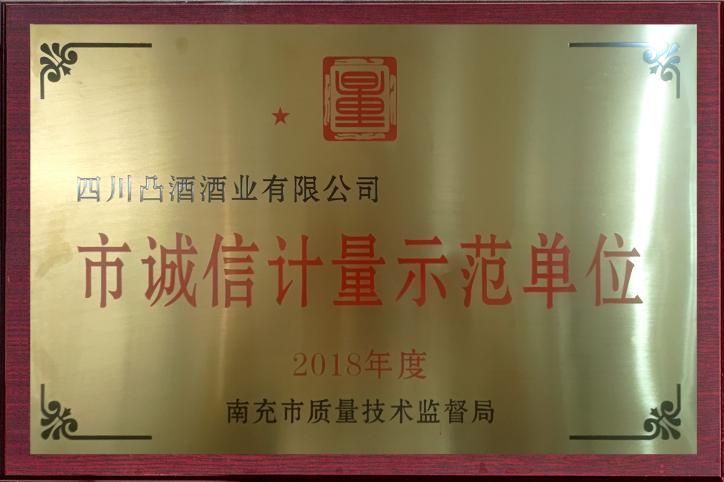 量
四川凸酒酒业有限公司
市诚信计量示范单位
2018年度
南充市质量技术监督局